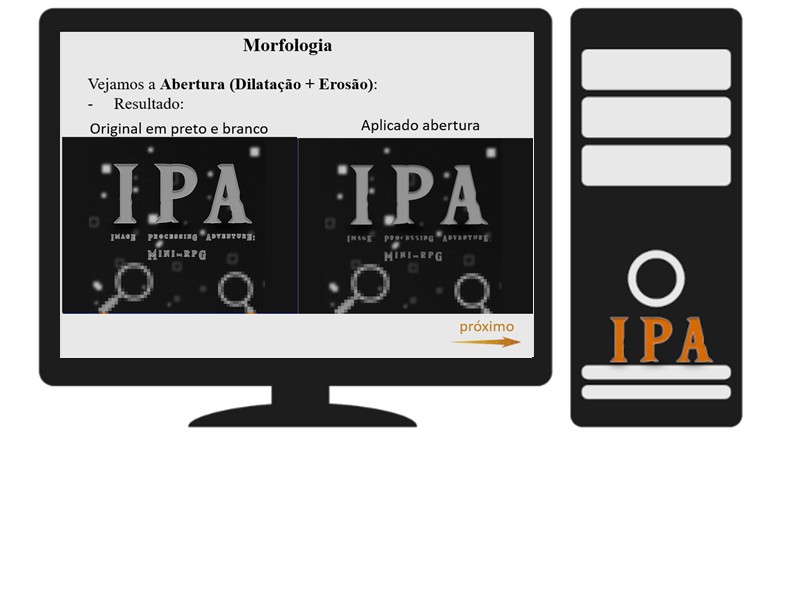 Morfologia
Vejamos a Abertura (Dilatação + Erosão):
- Resultado:
Original em preto e branco
Aplicado abertura
IPA
IMAGE PROCESSING ADVENTURE:
MINI-RPG
IPA
IMAGE PROCESSING ADVENTURE:
MINI-RPG
próximo
IPA